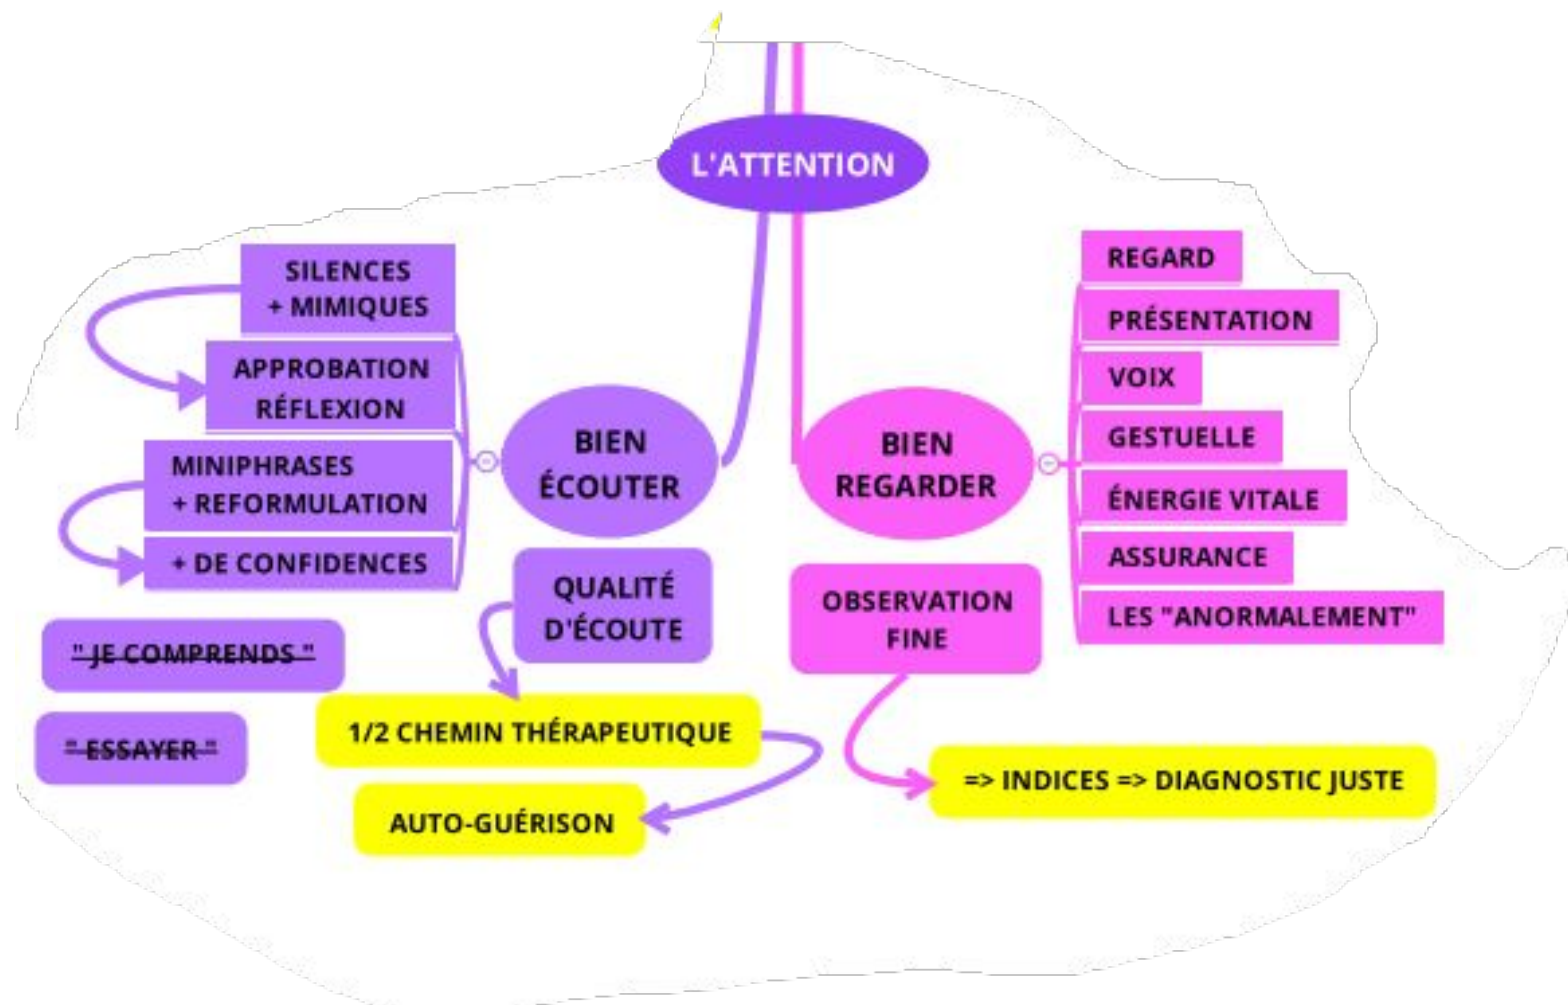 L'ATTENTION
SILENCES
+ MIMIQUES
APPROBATION
RÉFLEXION
MINIPHRASES
+ REFORMULATION
+ DE CONFIDENCES
BIEN
ÉCOUTER
QUALITÉ
D'ÉCOUTE
" JE COMPRENDS "
" ESSAYER "
1/2 CHEMIN THÉRAPEUTIQUE
AUTO-GUÉRISON
BIEN
REGARDER
REGARD
PRÉSENTATION
VOIX
GESTUELLE
ÉNERGIE VITALE
ASSURANCE
LES "ANORMALEMENT"
OBSERVATION
FINE
=> INDICES => DIAGNOSTIC JUSTE